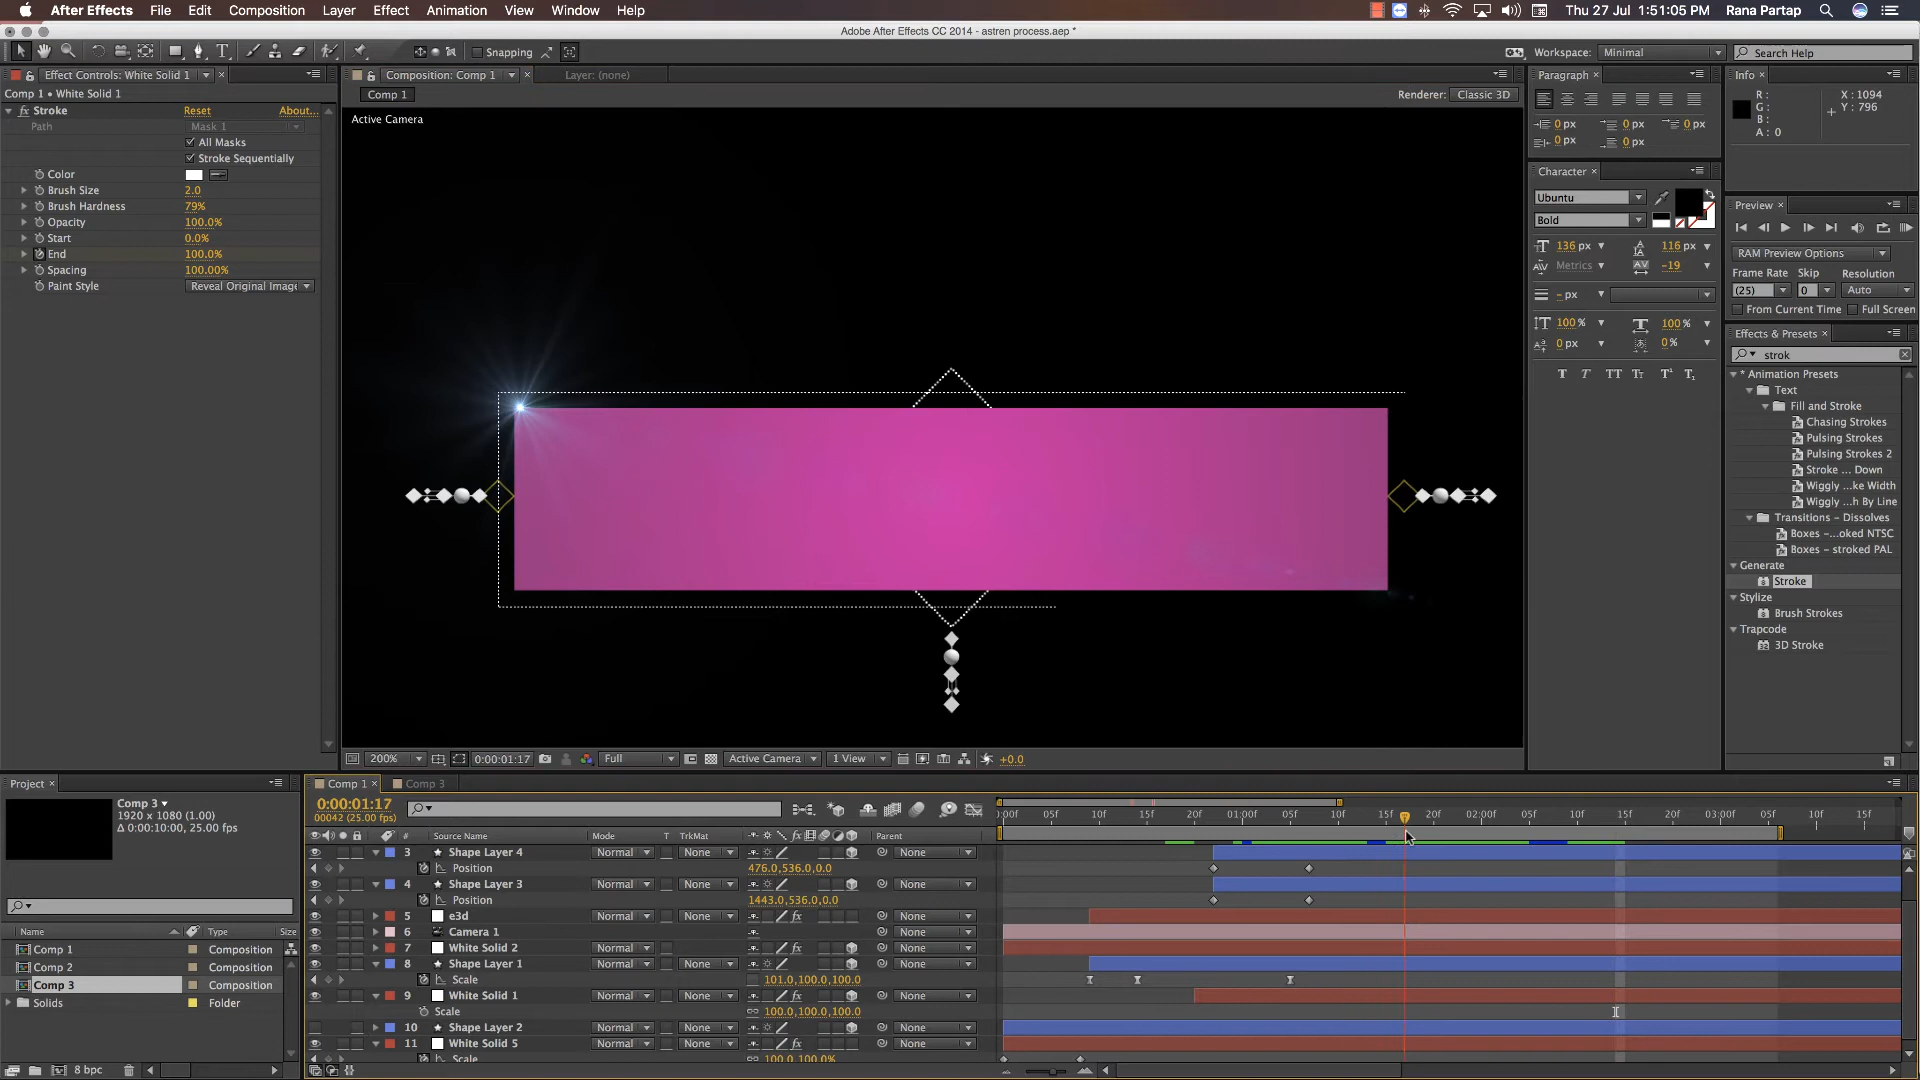 After Effects File Edit Composition Layer Effect Animation View Window Help Thu 27 Jul 1:51:05 PM Rana Partap
Adobe After Effects CC 2014 - astren process.aep *
Snapping Workspace: Minimal Search Help
Effect Controls: White Solid 1 Composition: Comp 1 Layer: (none) Paragraph Info
Comp 1 • White Solid 1 Comp 1 Renderer: Classic 3D
Active Camera
Stroke Reset About...
Path Mask 1
All Masks
Stroke Sequentially
Color
Brush Size 2.0
Brush Hardness 79%
Opacity 100.0%
Start 0.0%
End 100.0%
Spacing 100.00%
Paint Style Reveal Original Image
0 px 0 px 0 px
0 px 0 px
R: X : 1094
G: Y : 796
B:
A: 0
Character
Ubuntu
Bold
136 px 116 px
Metrics -19
- px
100% 100%
0 px 0%
T T TT Tt T¹ T₁
Preview
RAM Preview Options
Frame Rate Skip Resolution
(25) 0 Auto
From Current Time Full Screen
Effects & Presets
strok
* Animation Presets
Text
Fill and Stroke
Chasing Strokes
Pulsing Strokes
Pulsing Strokes 2
Stroke ... Down
Wiggly ...ke Width
Wiggly ...h By Line
Transitions – Dissolves
Boxes –...oked NTSC
Boxes – stroked PAL
Generate
Stroke
Stylize
Brush Strokes
Trapcode
3D Stroke
200% 0:00:01:17 Full Active Camera 1 View +0.0
Project
Comp 3
1920 x 1080 (1.00)
Δ 0:00:10:00, 25.00 fps
Name Type Size
Comp 1 Composition
Comp 2 Composition
Comp 3 Composition
Solids Folder
8 bpc
Comp 1 Comp 3
0:00:01:17
00042 (25.00 fps)
:00f 05f 10f 15f 20f 01:00f 05f 10f 15f 20f 02:00f 05f 10f 15f 20f 03:00f 05f 10f 15f
# Source Name Mode T TrkMat Parent
3 Shape Layer 4 Normal None None
Position 476.0,536.0,0.0
4 Shape Layer 3 Normal None None
Position 1443.0,536.0,0.0
5 e3d Normal None None
6 Camera 1 None
7 White Solid 2 Normal None None
8 Shape Layer 1 Normal None None
Scale 101.0,100.0,100.0
9 White Solid 1 Normal None None
Scale 100.0,100.0,100.0
10 Shape Layer 2 Normal None None
11 White Solid 5 Normal None None
Scale 100.0,100.0%